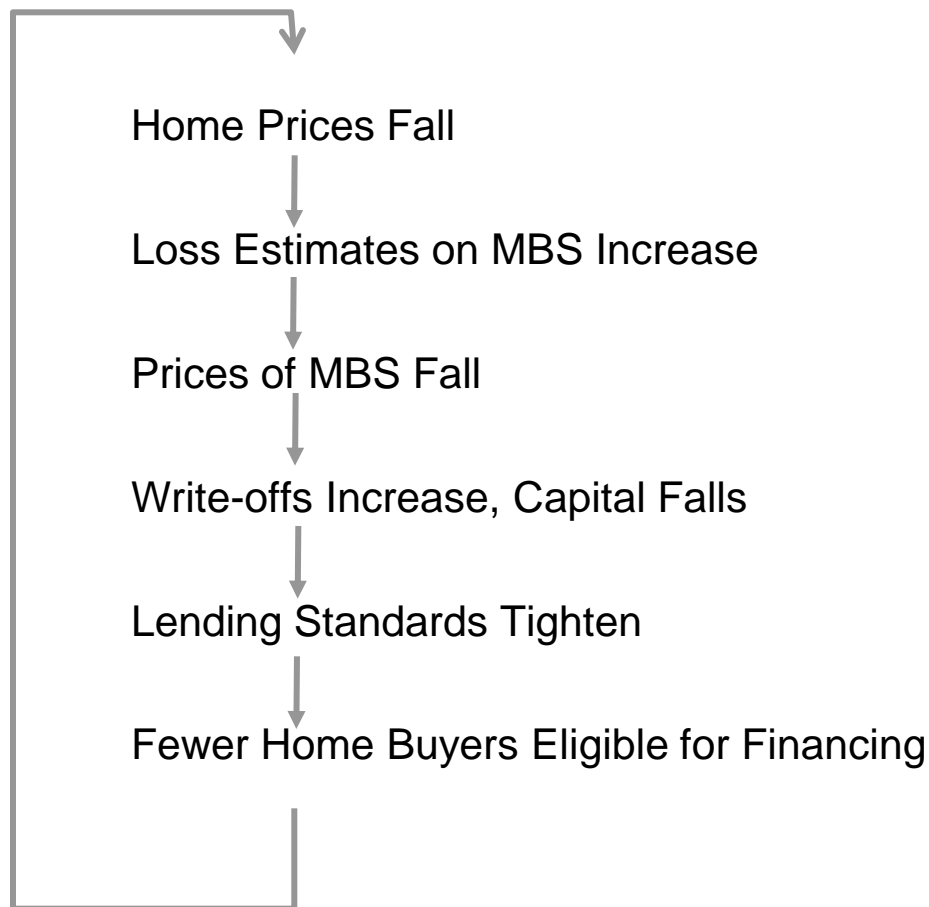 Home Prices Fall
Loss Estimates on MBS Increase
Prices of MBS Fall
Write-offs Increase, Capital Falls
Lending Standards Tighten
Fewer Home Buyers Eligible for Financing